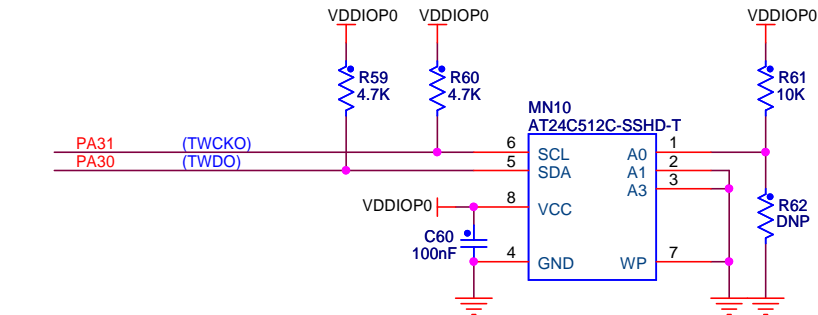 VDDIOP0 VDDIOP0 VDDIOP0
R59 R60 R61
4.7K 4.7K 10K
MN10
AT24C512C-SSHD-T
PA31 (TWCKO) 6 SCL A0 1
PA30 (TWDO) 5 SDA A1 2
A3 3
VDDIOP0 8 VCC
R62
DNP
C60
100nF
4 GND WP 7